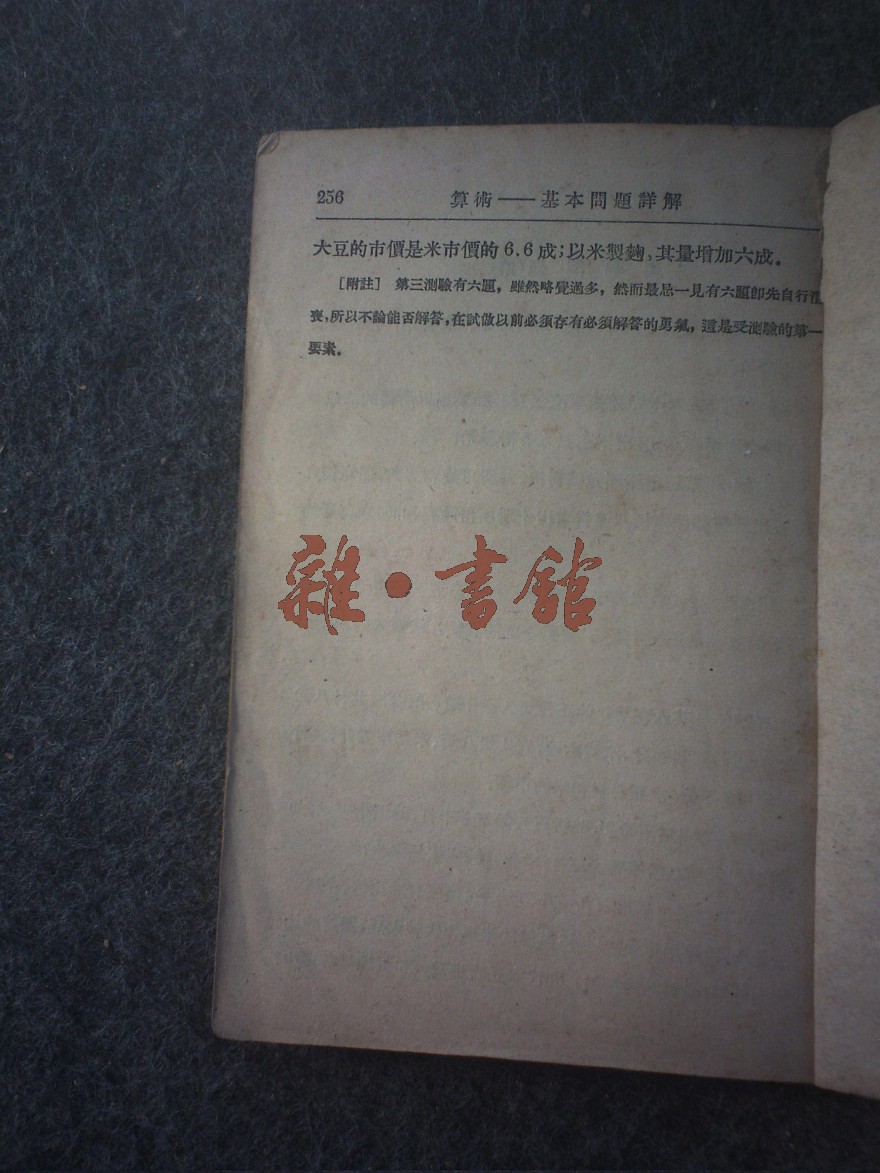 256 算術——基本問題詳解
大豆的市價是米市價的6.6成;以米製麴,其量增加六成。
[附註] 第三測驗有六題,雖然略覺過多,然而最忌一見有六題卽先自行
喪,所以不論能否解答,在試做以前必須存有必須解答的勇氣,這是受測驗的第一
要素。
雜·書館